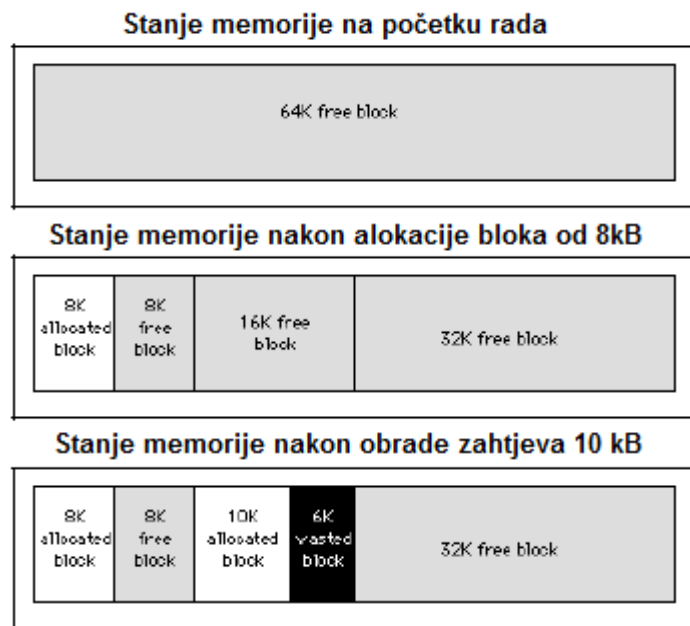 Stanje memorije na početku rada
64K free block
Stanje memorije nakon alokacije bloka od 8kB
8K
allocated
block
8K
free
block
16K free
block
32K free block
Stanje memorije nakon obrade zahtjeva 10 kB
8K
allocated
block
8K
free
block
10K
allocated
block
6K
wasted
block
32K free block